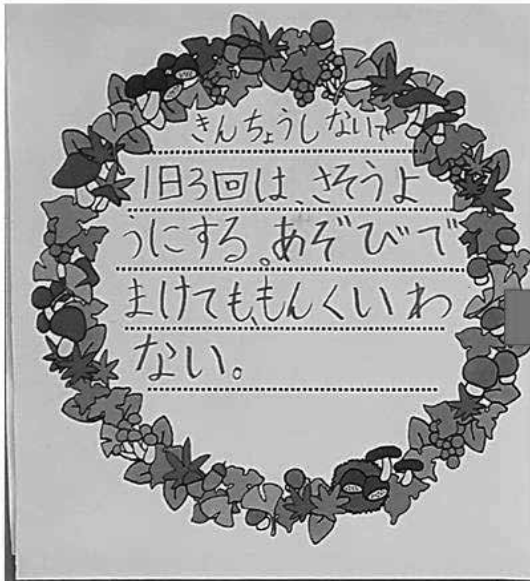 きんちょうしないで
1日3回は、さそうよ
うにする。あぞびで
まけても、もんくいわ
ない。